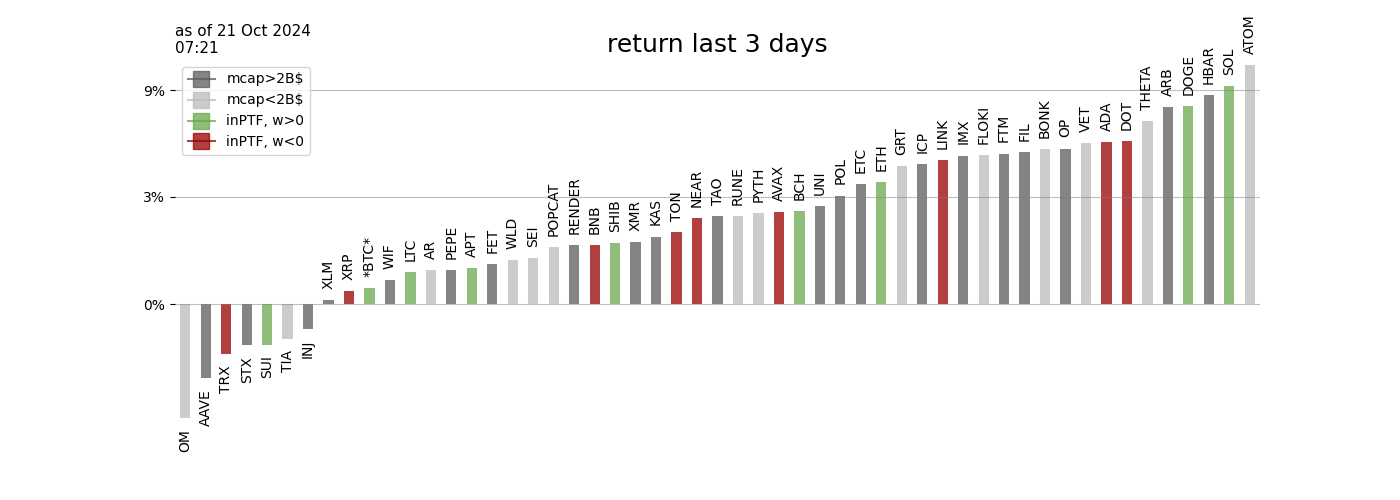 as of 21 Oct 2024
07:21
return last 3 days
mcap>2B$
mcap<2B$
inPTF, w>0
inPTF, w<0
9%
3%
0%
OM
AAVE
TRX
STX
SUI
TIA
INJ
XLM
XRP
*BTC*
WIF
LTC
AR
PEPE
APT
FET
WLD
SEI
POPCAT
RENDER
BNB
SHIB
XMR
KAS
TON
NEAR
TAO
RUNE
PYTH
AVAX
BCH
UNI
POL
ETC
ETH
GRT
ICP
LINK
IMX
FLOKI
FTM
FIL
BONK
OP
VET
ADA
DOT
THETA
ARB
DOGE
HBAR
SOL
ATOM